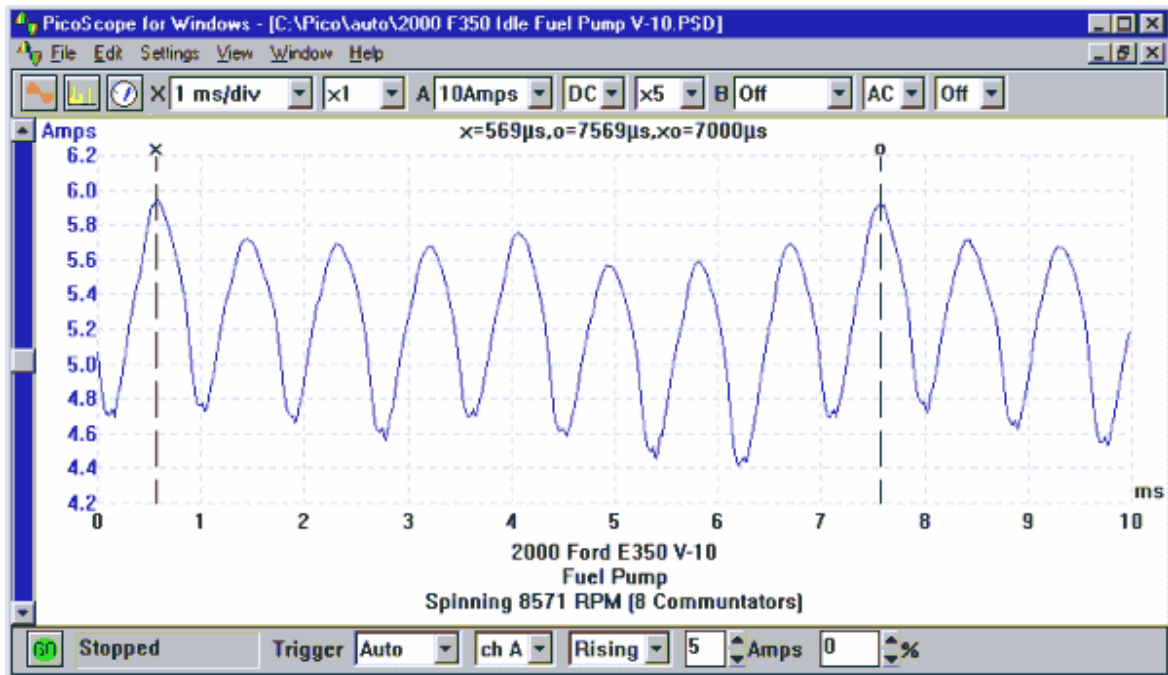 PicoScope for Windows - [C:\Pico\auto\2000 F350 Idle Fuel Pump V-10.PSD]
File Edit Settings View Window Help
X 1 ms/div x1 A 10Amps DC x5 B Off AC Off
Amps x=569µs,o=7569µs,xo=7000µs
x o
6.2
6.0
5.8
5.6
5.4
5.2
5.0
4.8
4.6
4.4
4.2
ms
0 1 2 3 4 5 6 7 8 9 10
2000 Ford E350 V-10
Fuel Pump
Spinning 8571 RPM (8 Communtators)
GO Stopped Trigger Auto ch A Rising 5 Amps 0 %